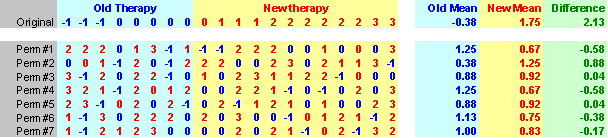 Old Therapy New therapy Old Mean New Mean Difference
Original -1 -1 -1 0 0 0 0 0 0 1 1 1 2 2 2 2 2 2 3 3 -0.38 1.75 2.13
Perm #1 2 2 2 0 1 3 -1 1 -1 -1 2 2 2 0 0 1 0 0 0 3 1.25 0.67 -0.58
Perm #2 0 0 1 -1 2 0 -1 2 0 2 2 2 0 3 0 2 1 1 3 -1 0.38 1.25 0.88
Perm #3 3 -1 2 0 2 0 2 -1 1 0 2 3 1 1 2 2 0 -1 0 0 0.88 0.92 0.04
Perm #4 3 2 1 2 -1 2 0 1 3 -1 0 0 2 0 2 1 2 0 -1 0 1.25 0.67 -0.58
Perm #5 2 3 -1 0 2 2 0 -1 0 2 -1 1 2 1 0 0 1 0 2 3 0.88 0.92 0.04
Perm #6 1 -1 3 0 2 2 2 0 0 -1 0 3 1 0 0 2 1 2 -1 2 1.13 0.75 -0.38
Perm #7 -1 1 2 1 2 3 0 0 0 0 0 2 2 1 -1 0 2 -1 3 2 1.00 0.83 -0.17